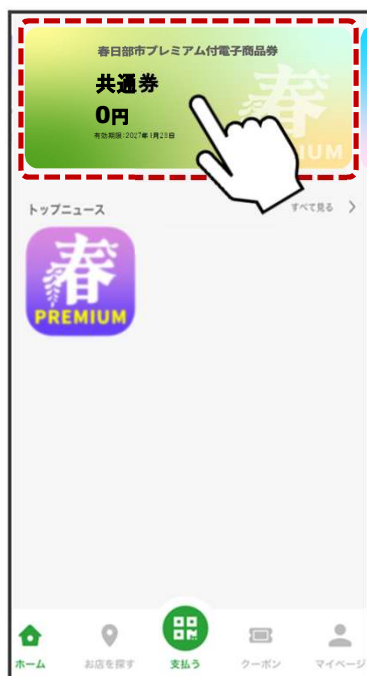 春日部市プレミアム付電子商品券
共通券
0円
有効期限:2027年1月28日
春
IUM
トップニュース
すべて見る
春
PREMIUM
ホーム
お店を探す
支払う
クーポン
マイページ